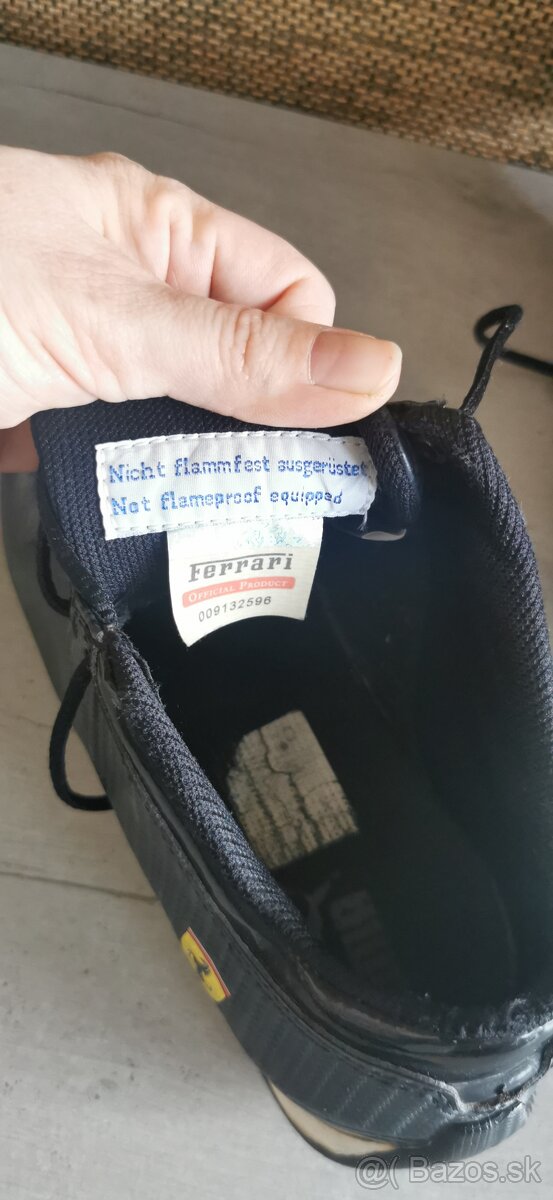 Nicht flammfest ausgerüstet
Not flameproof equipped
Ferrari
OFFICIAL PRODUCT
009132596
@( Bazos.sk